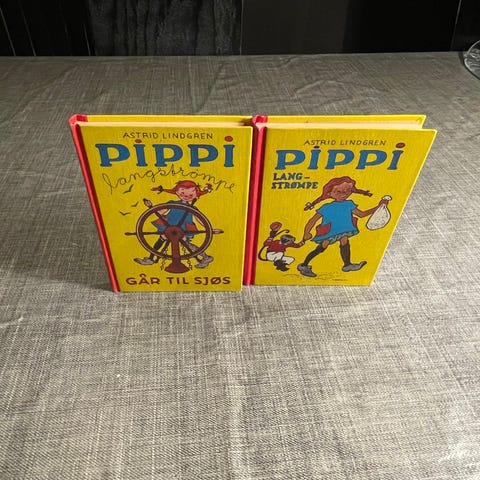 ASTRID LINDGREN
PiPPi
langstrømpe
GÅR TIL SJØS
ASTRID LINDGREN
PiPPi
LANG-
STRØMPE